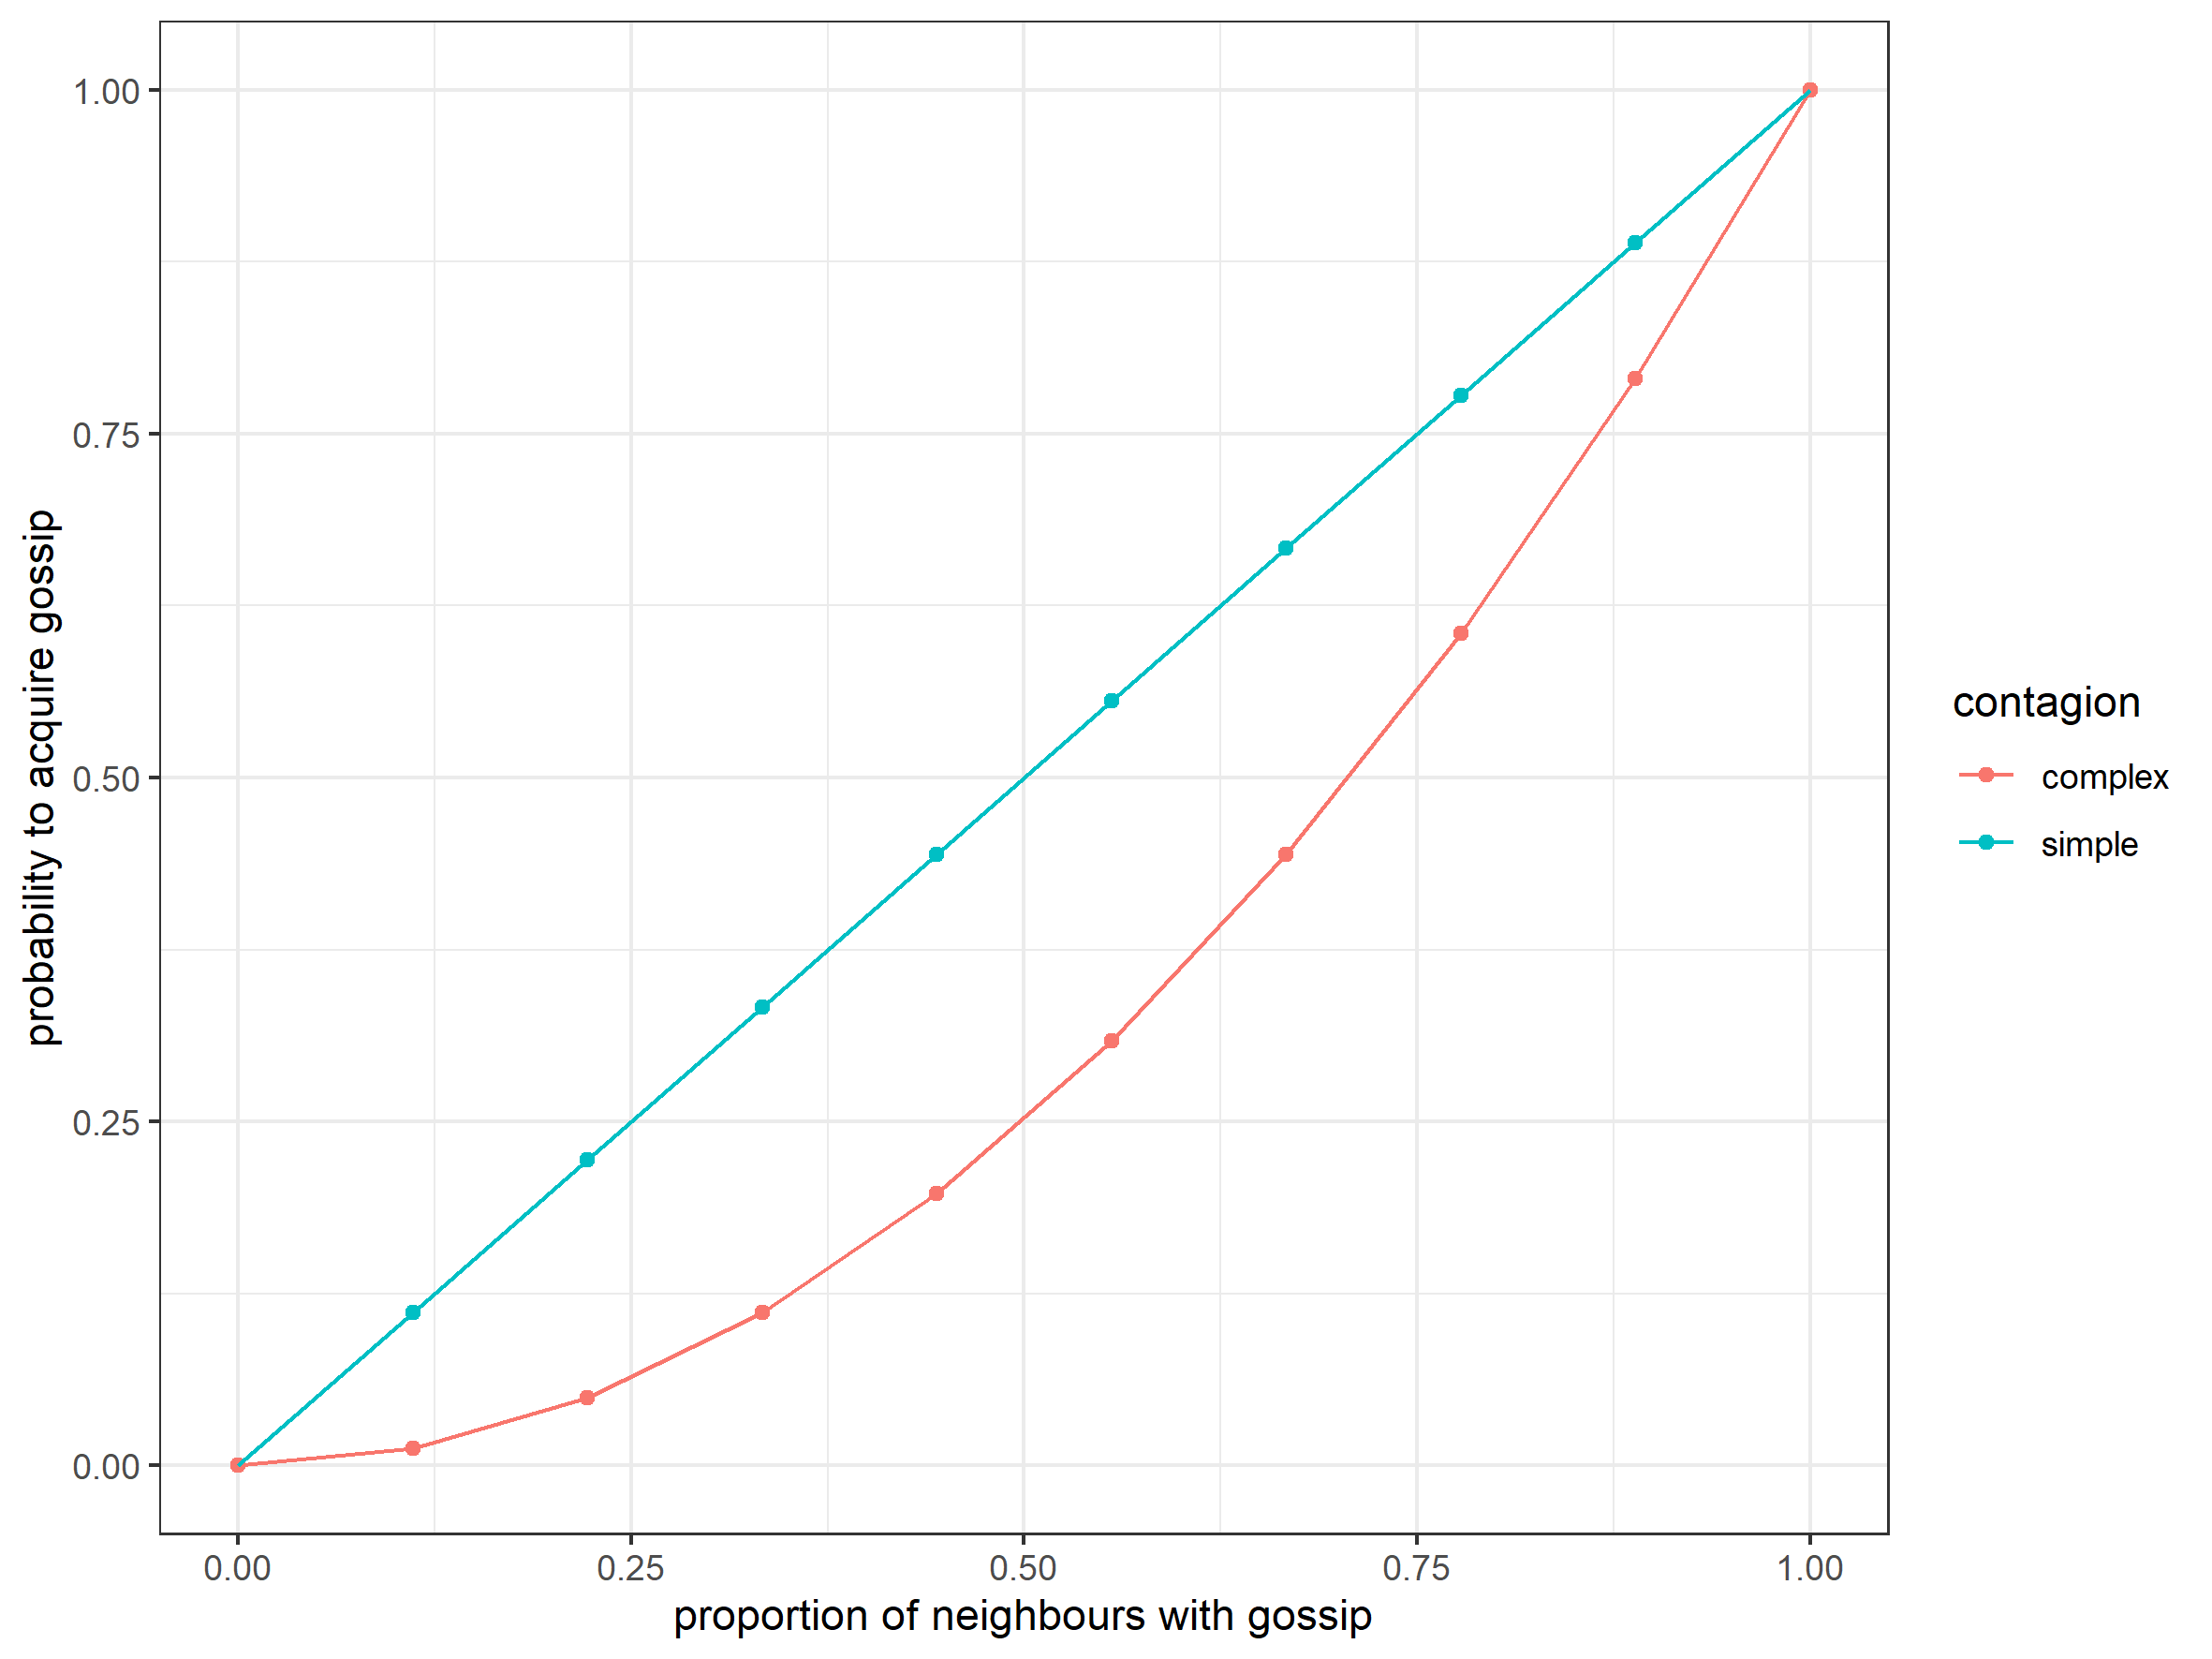 probability to acquire gossip
1.00
0.75
0.50
0.25
0.00
0.00 0.25 0.50 0.75 1.00
proportion of neighbours with gossip
contagion
complex
simple